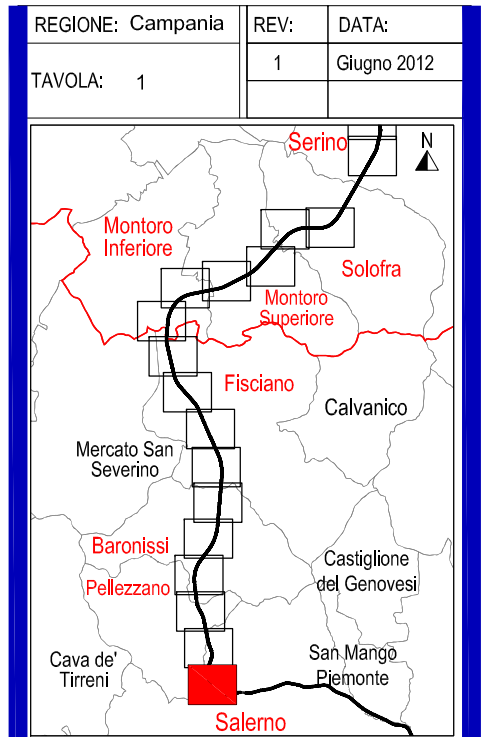 REGIONE: Campania
REV:
DATA:
TAVOLA: 1
1
Giugno 2012
Serino
N
Montoro
Inferiore
Solofra
Montoro
Superiore
Fisciano
Calvanico
Mercato San
Severino
Baronissi
Castiglione
del Genovesi
Pellezzano
Cava de'
Tirreni
San Mango
Piemonte
Salerno